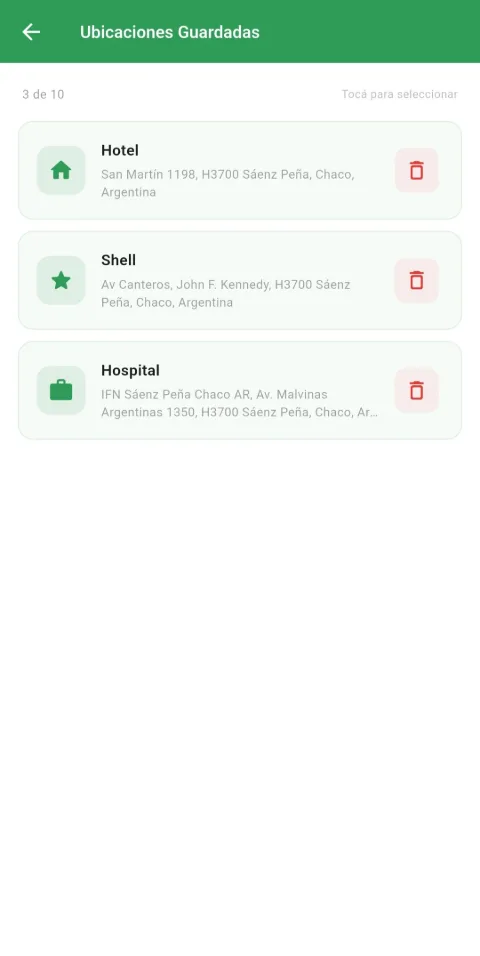 Ubicaciones Guardadas
3 de 10
Tocá para seleccionar
Hotel
San Martín 1198, H3700 Sáenz Peña, Chaco,
Argentina
Shell
Av Canteros, John F. Kennedy, H3700 Sáenz
Peña, Chaco, Argentina
Hospital
IFN Sáenz Peña Chaco AR, Av. Malvinas
Argentinas 1350, H3700 Sáenz Peña, Chaco, Ar...